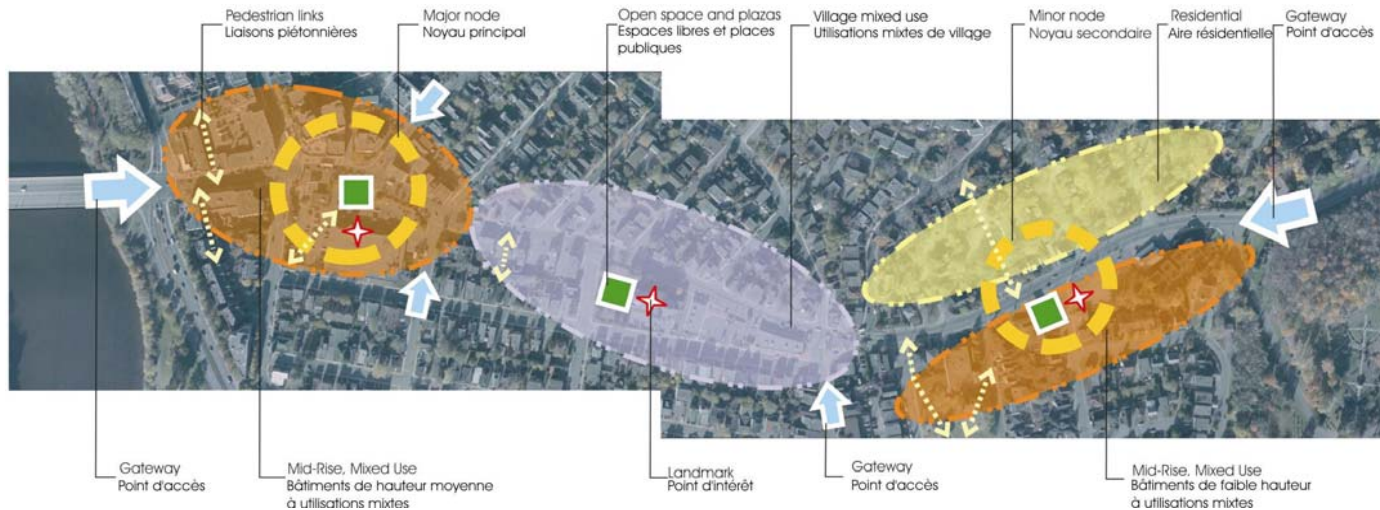 Pedestrian links
Liaisons piétonnières
Major node
Noyau principal
Open space and plazas
Espaces libres et places
publiques
Village mixed use
Utilisations mixtes de village
Minor node
Noyau secondaire
Residential
Aire résidentielle
Gateway
Point d'accès
Gateway
Point d'accès
Mid-Rise, Mixed Use
Bâtiments de hauteur moyenne
à utilisations mixtes
Landmark
Point d'intérêt
Gateway
Point d'accès
Mid-Rise, Mixed Use
Bâtiments de faible hauteur
à utilisations mixtes